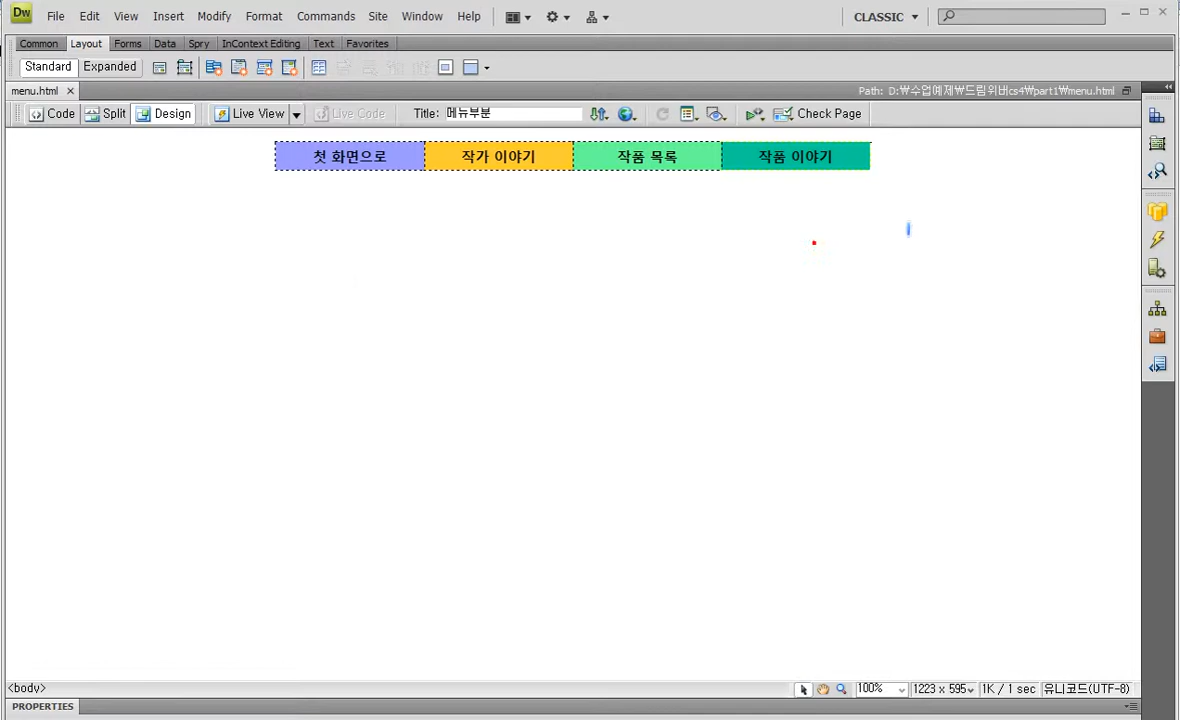 Dw File Edit View Insert Modify Format Commands Site Window Help CLASSIC
Common Layout Forms Data Spry InContext Editing Text Favorites
Standard Expanded
menu.html Path: D:₩수업예제₩드림위버cs4₩part1₩menu.html
Code Split Design Live View Live Code Title: 메뉴부분 Check Page
첫 화면으로 작가 이야기 작품 목록 작품 이야기
<body> 100% 1223 x 595 1K / 1 sec 유니코드(UTF-8)
PROPERTIES